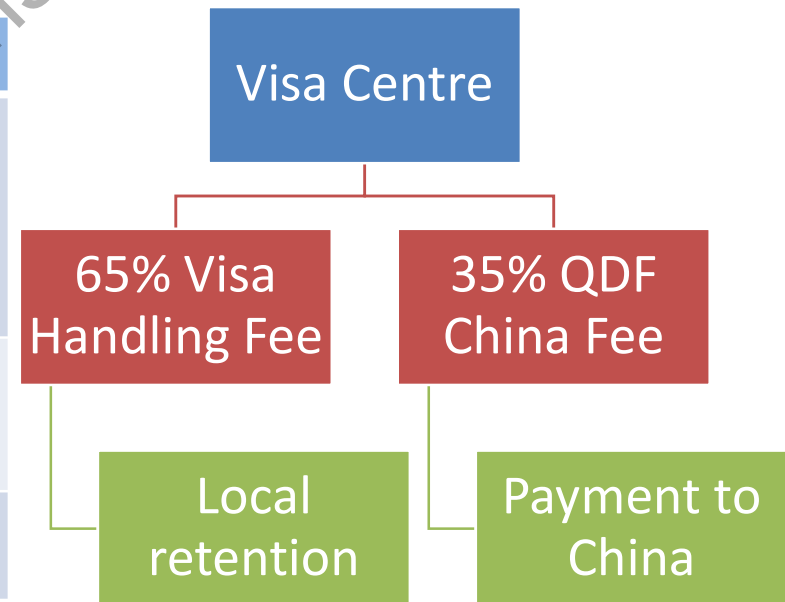 Visa Centre
65% Visa
Handling Fee
35% QDF
China Fee
Local
retention
Payment to
China